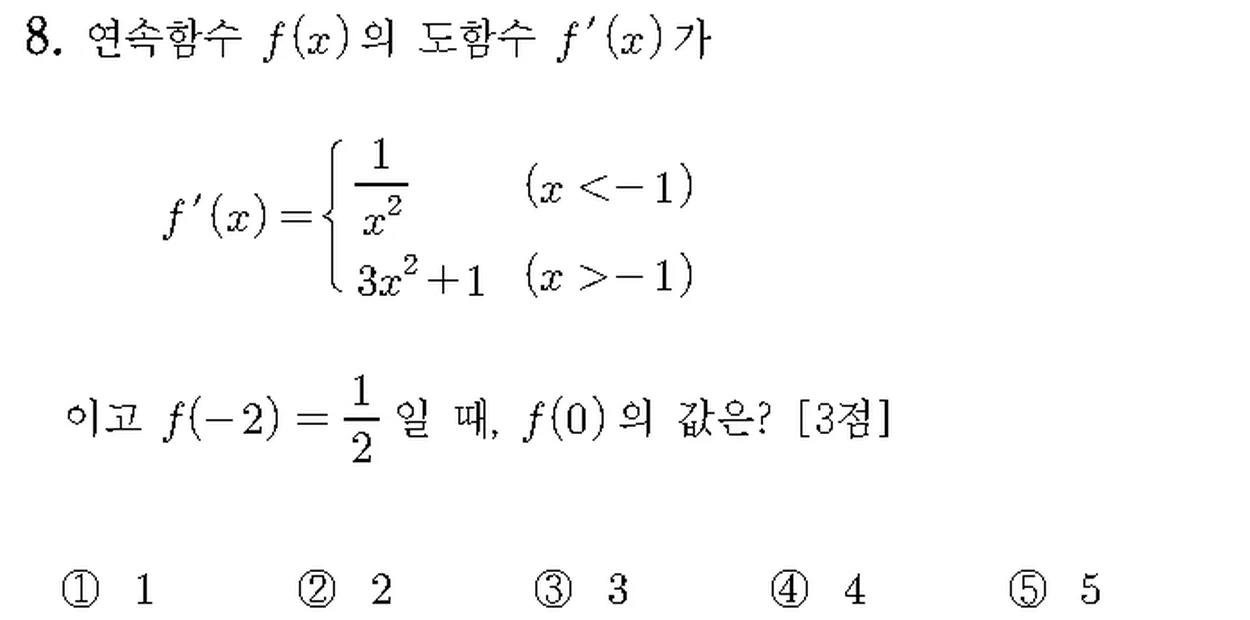 8. 연속함수 f(x)의 도함수 f′(x)가
f′(x) = { 1/x² (x < −1)
3x²+1 (x > −1)
이고 f(−2) = 1/2 일 때, f(0)의 값은? [3점]
① 1 ② 2 ③ 3 ④ 4 ⑤ 5